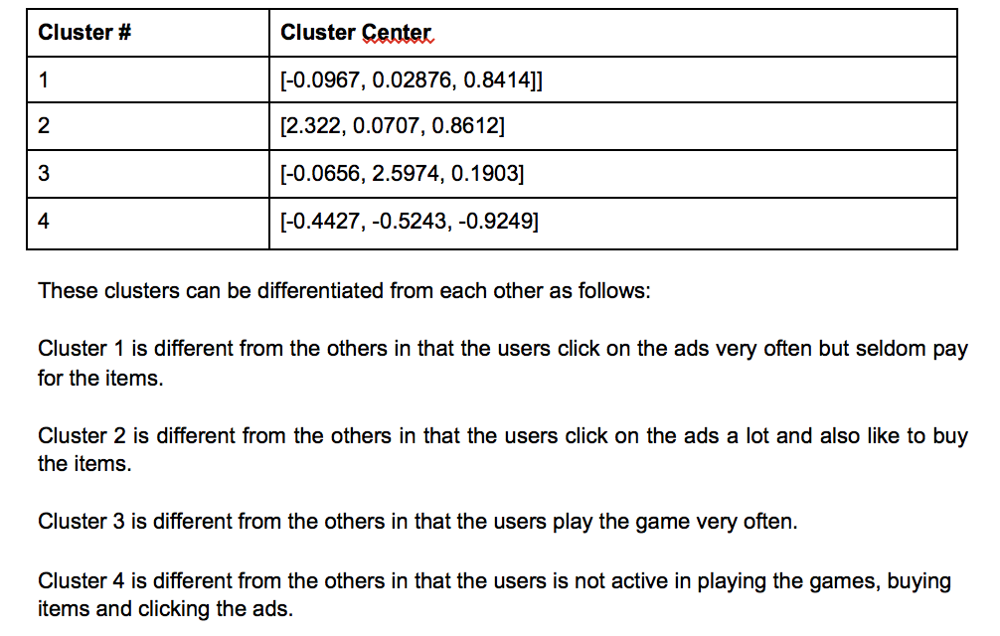 Cluster # Cluster Center
1 [-0.0967, 0.02876, 0.8414]]
2 [2.322, 0.0707, 0.8612]
3 [-0.0656, 2.5974, 0.1903]
4 [-0.4427, -0.5243, -0.9249]
These clusters can be differentiated from each other as follows:
Cluster 1 is different from the others in that the users click on the ads very often but seldom pay
for the items.
Cluster 2 is different from the others in that the users click on the ads a lot and also like to buy
the items.
Cluster 3 is different from the others in that the users play the game very often.
Cluster 4 is different from the others in that the users is not active in playing the games, buying
items and clicking the ads.